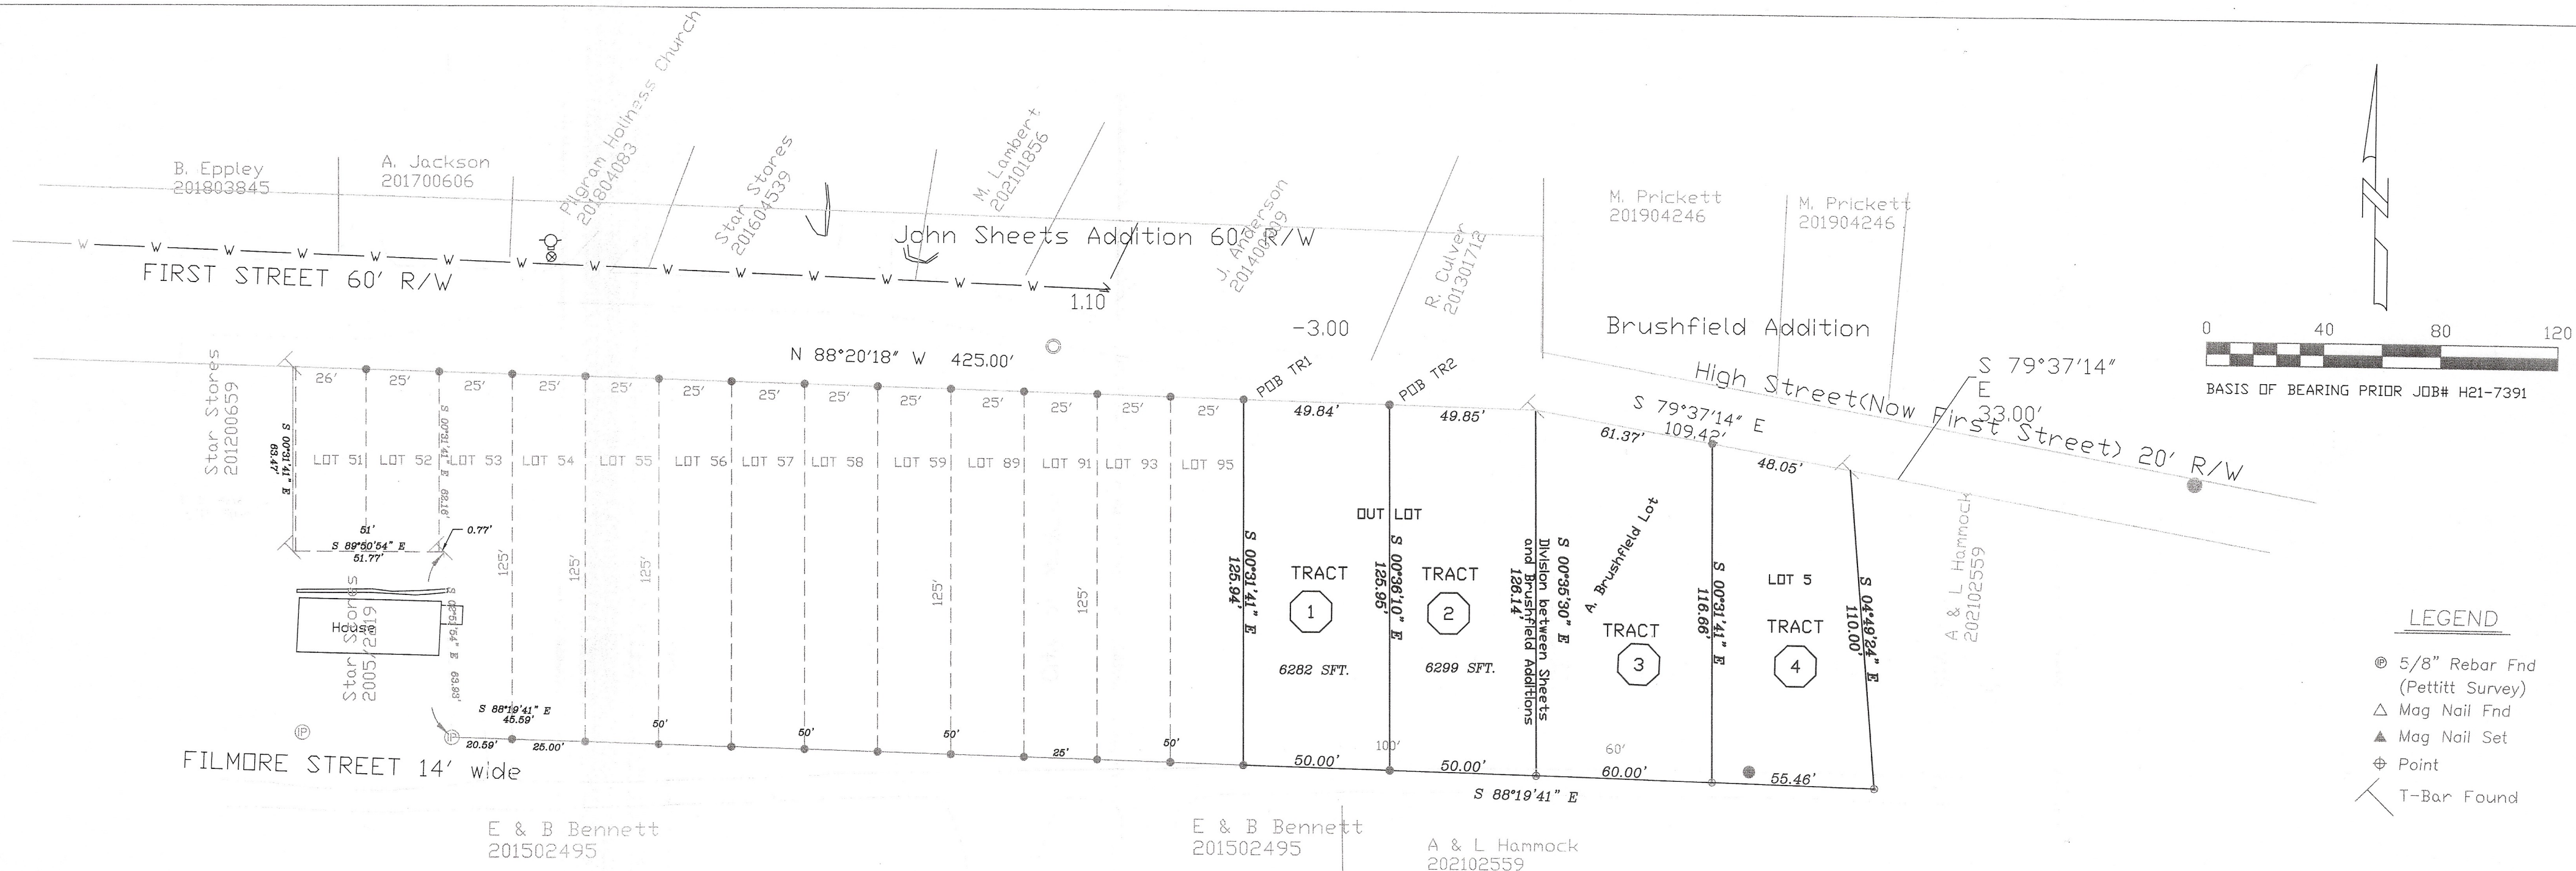 B. Eppley
201803845
A. Jackson
201700606
Pilgram Holiness Church
201804083
Star Stores
201604539
M. Lambert
202101856
J. Anderson
R. Culver
201301712
M. Prickett
201904246
M. Prickett
201904246
John Sheets Addition 60' R/W
W W W W W W W W W W W W W W
FIRST STREET 60' R/W
1.10
-3.00
Brushfield Addition
High Street(Now First Street) 20' R/W
S 79°37'14"
E
33.00'
0 40 80 120
BASIS OF BEARING PRIOR JOB# H21-7391
N 88°20'18" W 425.00'
POB TR1
POB TR2
Star Stores
201200659
26' 25' 25' 25' 25' 25' 25' 25' 25' 25' 25' 25' 25'
49.84'
49.85'
S 79°37'14" E
109.42'
61.37'
48.05'
S 00°31'41" E
63.47'
S 00°31'41" E 62.16'
LOT 51 LOT 52 LOT 53 LOT 54 LOT 55 LOT 56 LOT 57 LOT 58 LOT 59 LOT 89 LOT 91 LOT 93 LOT 95
51'
S 89°50'54" E
51.77'
0.77'
125'
125'
125'
125'
125'
OUT LOT
S 00°31'41" E
125.94'
TRACT
1
6282 SFT.
S 00°36'10" E
125.95'
TRACT
2
6299 SFT.
S 00°35'30" E
Division between Sheets
and Brushfield Additions
126.14'
A. Brushfield Lot
TRACT
3
S 00°31'41" E
116.66'
LOT 5
TRACT
4
S 04°49'24" E
110.00'
A & L Hammock
202102559
House
Star Stores
2005/2219
63.93'
IP
IP
S 88°19'41" E
45.59'
20.59'
25.00'
50'
50'
50'
25'
50'
100'
50.00'
50.00'
60'
60.00'
55.46'
S 88°19'41" E
FILMORE STREET 14' wide
E & B Bennett
201502495
E & B Bennett
201502495
A & L Hammock
202102559
LEGEND
IP 5/8" Rebar Fnd
(Pettitt Survey)
Mag Nail Fnd
Mag Nail Set
Point
T-Bar Found
N